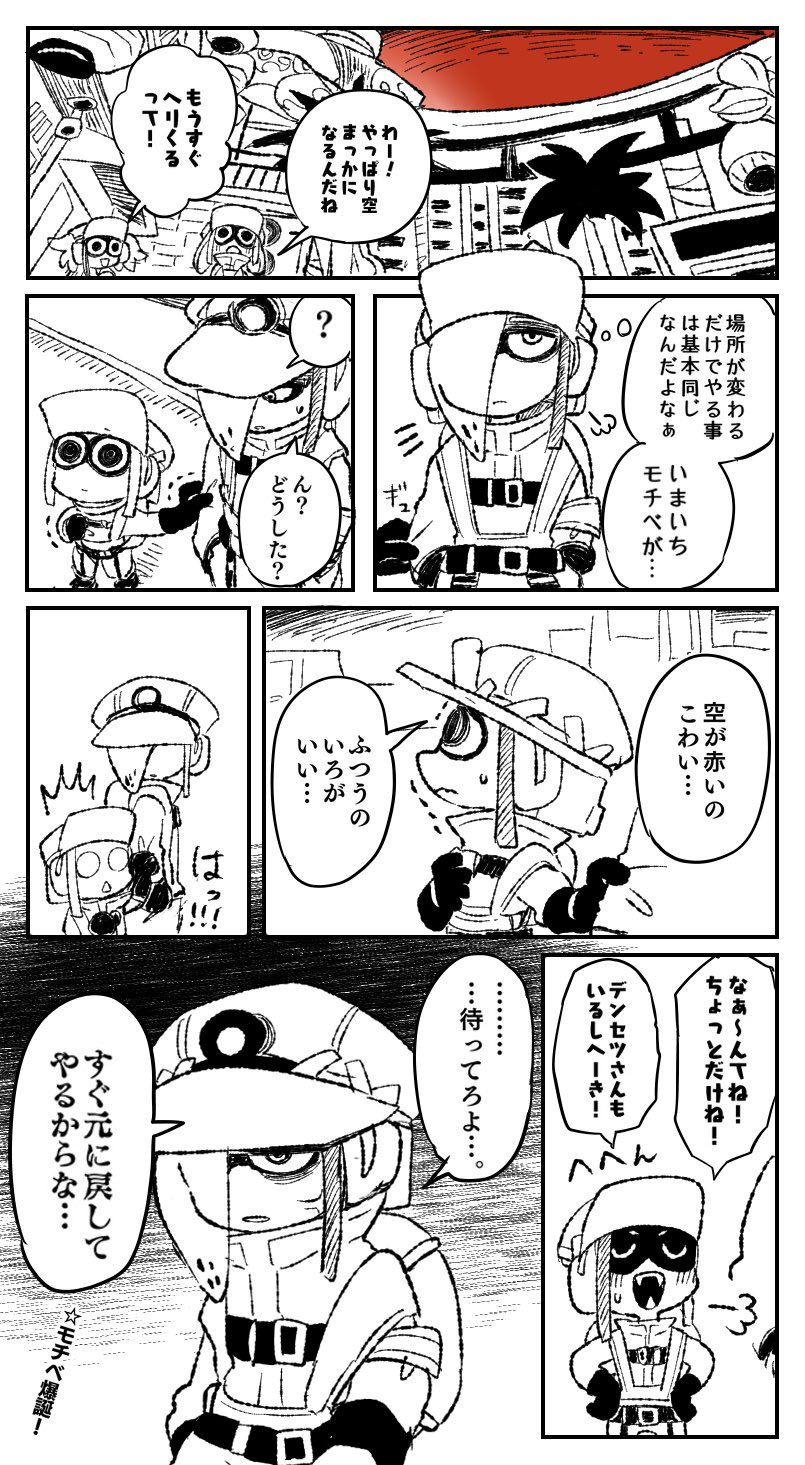 わー！
やっぱり空
まっかに
なるんだね
もうすぐ
ヘリくる
って！
場所が変わる
だけでやる事
は基本同じ
なんだよなぁ
いまいち
モチベが…
ギュ
？
ん？
どうした？
空が赤いの
こわい…
ふつうの
いろが
いい…
はっ!!!
なぁ〜んてね！
ちょっとだけね！
デンセツさんも
いるしへーき！
へへん
………
…待ってろよ…。
すぐ元に戻して
やるからな…
☆モチベ爆誕！